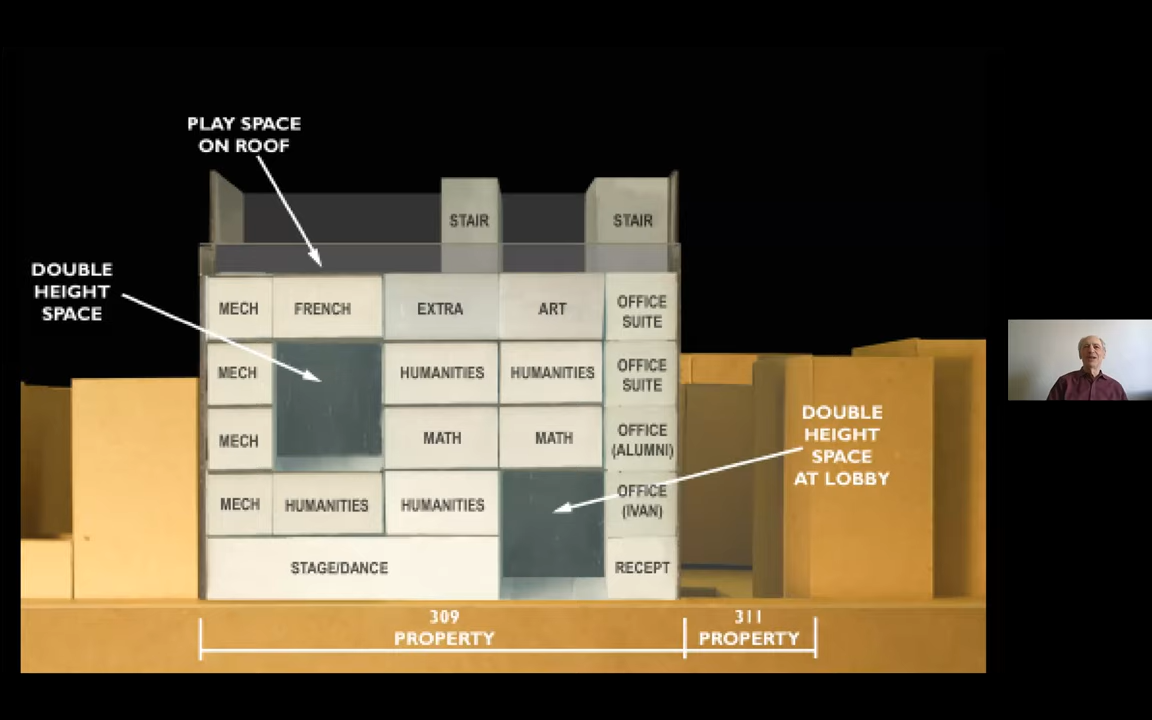 PLAY SPACE
ON ROOF
STAIR
STAIR
DOUBLE
HEIGHT
SPACE
MECH
FRENCH
EXTRA
ART
OFFICE
SUITE
MECH
HUMANITIES
HUMANITIES
OFFICE
SUITE
DOUBLE
HEIGHT
SPACE
AT LOBBY
MECH
MATH
MATH
OFFICE
(ALUMNI)
MECH
HUMANITIES
HUMANITIES
OFFICE
(IVAN)
STAGE/DANCE
RECEPT
309
PROPERTY
311
PROPERTY